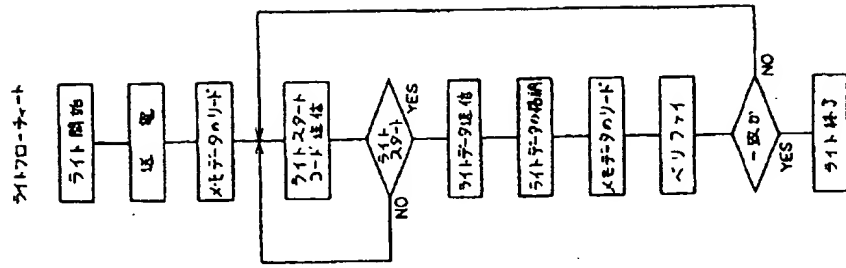 ライトフローチャート
ライト開始
送電
メモデータのリード
ライトスタート
コード送信
ライト
スタート
YES
NO
ライトデータ送信
ライトデータの格納
メモデータのリード
ベリファイ
一致か
NO
YES
ライト終了